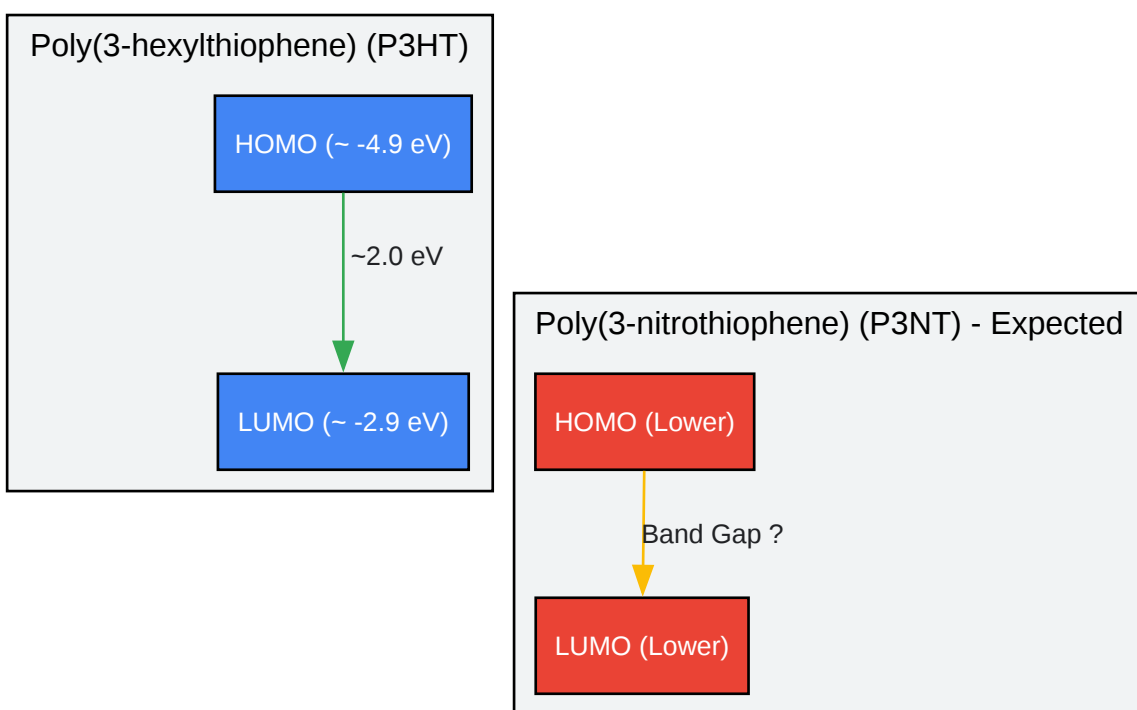 Poly(3-hexylthiophene) (P3HT)
HOMO (~ -4.9 eV)
~2.0 eV
LUMO (~ -2.9 eV)
Poly(3-nitrothiophene) (P3NT) - Expected
HOMO (Lower)
Band Gap ?
LUMO (Lower)